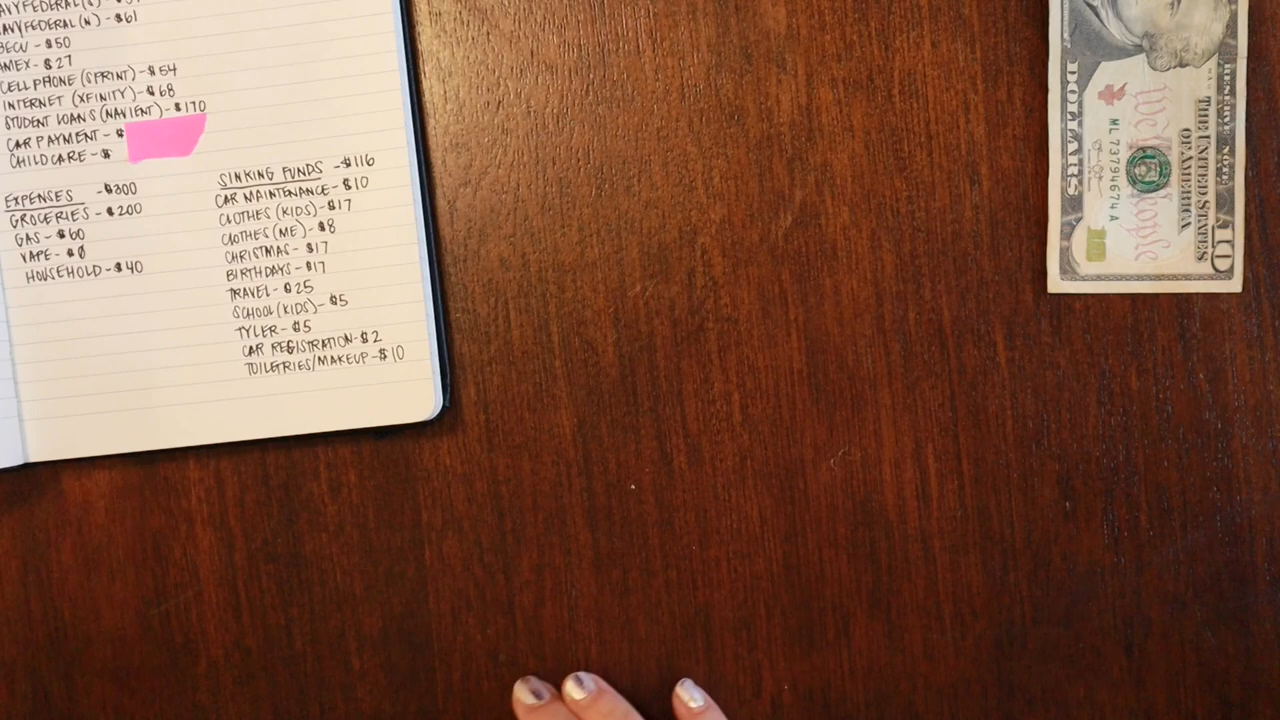 NAVYFEDERAL (N) - $61
BECU - $50
AMEX - $27
CELL PHONE (SPRINT) - $54
INTERNET (XFINITY) - $68
STUDENT LOANS (NAVIENT) - $170
CAR PAYMENT - $
CHILDCARE - $
EXPENSES - $300
GROCERIES - $200
GAS - $60
VAPE - $0
HOUSEHOLD - $40
SINKING FUNDS - $116
CAR MAINTENANCE - $10
CLOTHES (KIDS) - $17
CLOTHES (ME) - $8
CHRISTMAS - $17
BIRTHDAYS - $17
TRAVEL - $25
SCHOOL (KIDS) - $5
TYLER - $5
CAR REGISTRATION - $2
TOILETRIES/MAKEUP - $10
THE UNITED STATES
OF AMERICA
We the People
ML 73794674 A
DOLLARS
10